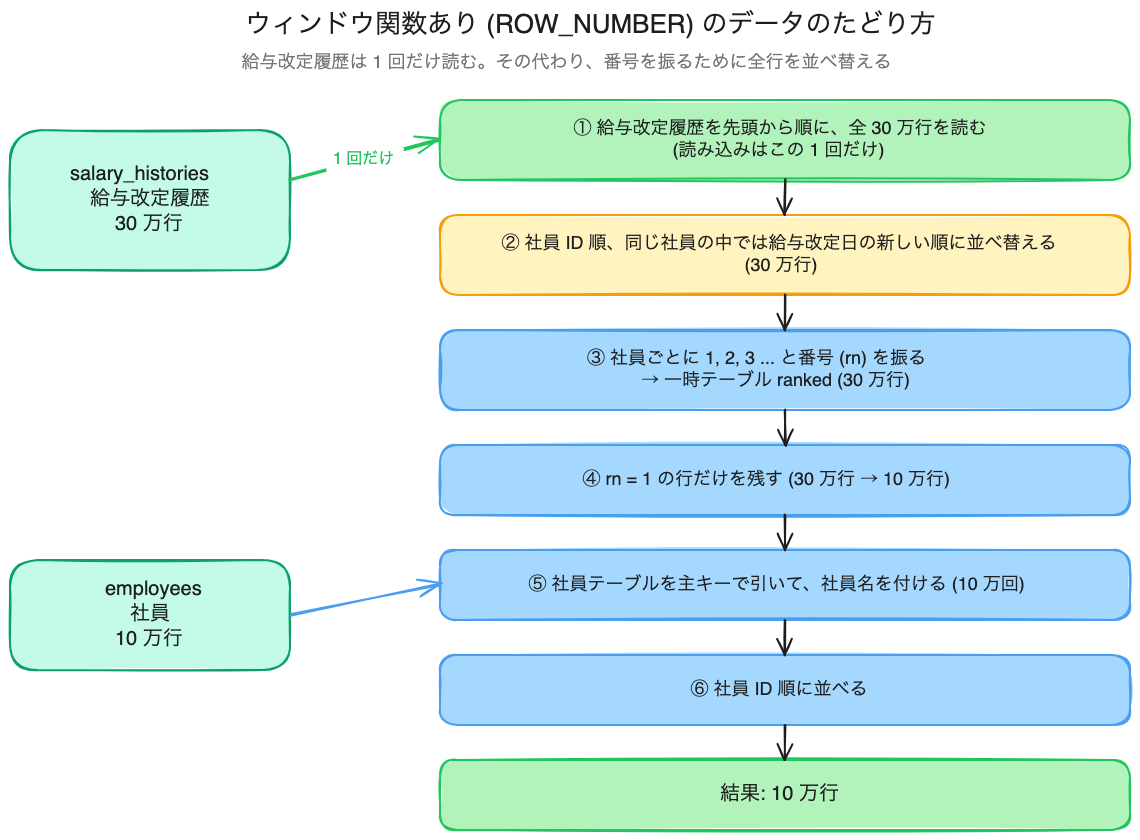 ウィンドウ関数あり (ROW_NUMBER) のデータのたどり方
給与改定履歴は 1 回だけ読む。その代わり、番号を振るために全行を並べ替える
salary_histories
給与改定履歴
30 万行
1 回だけ
① 給与改定履歴を先頭から順に、全 30 万行を読む
(読み込みはこの 1 回だけ)
② 社員 ID 順、同じ社員の中では給与改定日の新しい順に並べ替える
(30 万行)
③ 社員ごとに 1, 2, 3 ... と番号 (rn) を振る
→ 一時テーブル ranked (30 万行)
④ rn = 1 の行だけを残す (30 万行 → 10 万行)
employees
社員
10 万行
⑤ 社員テーブルを主キーで引いて、社員名を付ける (10 万回)
⑥ 社員 ID 順に並べる
結果: 10 万行